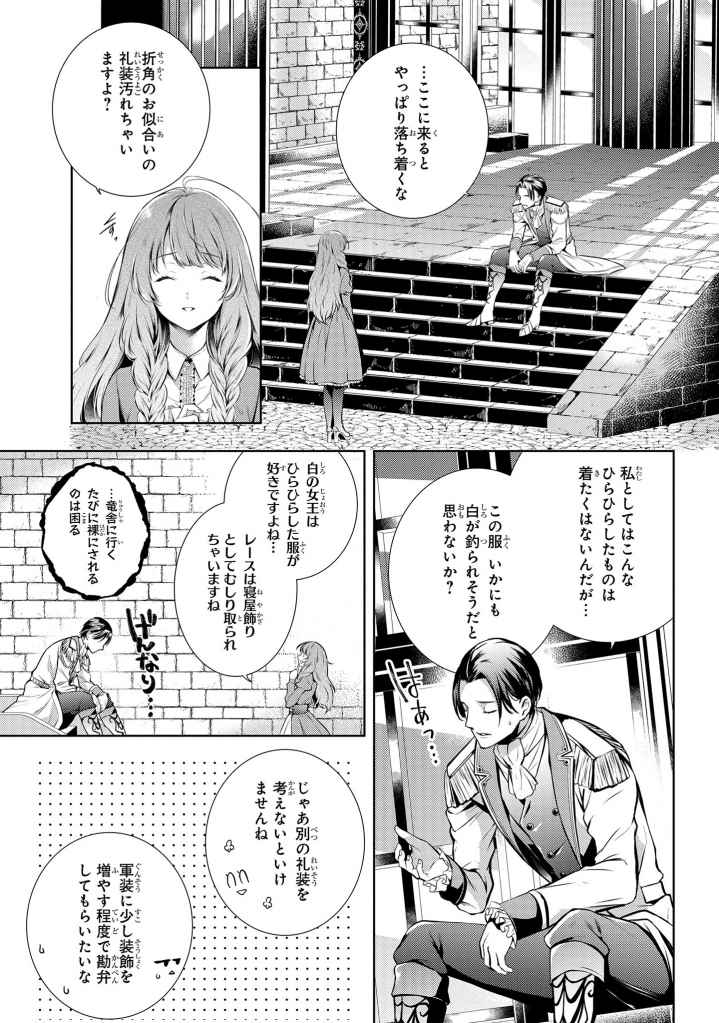 …ここに来ると
やっぱり落ち着くな
折角のお似合いの
礼装汚れちゃい
ますよ?
す
私としてはこんな
ひらひらしたものは
着たくはないんだが…
この服 いかにも
白が釣られそうだと
思わないか?
はぁっ…
白の女王は
ひらひらした服が
好きですよね…
レースは寝屋飾り
としてむしり取られ
ちゃいますね
…竜舎に行く
たびに裸にされる
のは困る
げんなり…
じゃあ別の礼装を
考えないといけ
ませんね
軍装に少し装飾を
増やす程度で勘弁
してもらいたいな